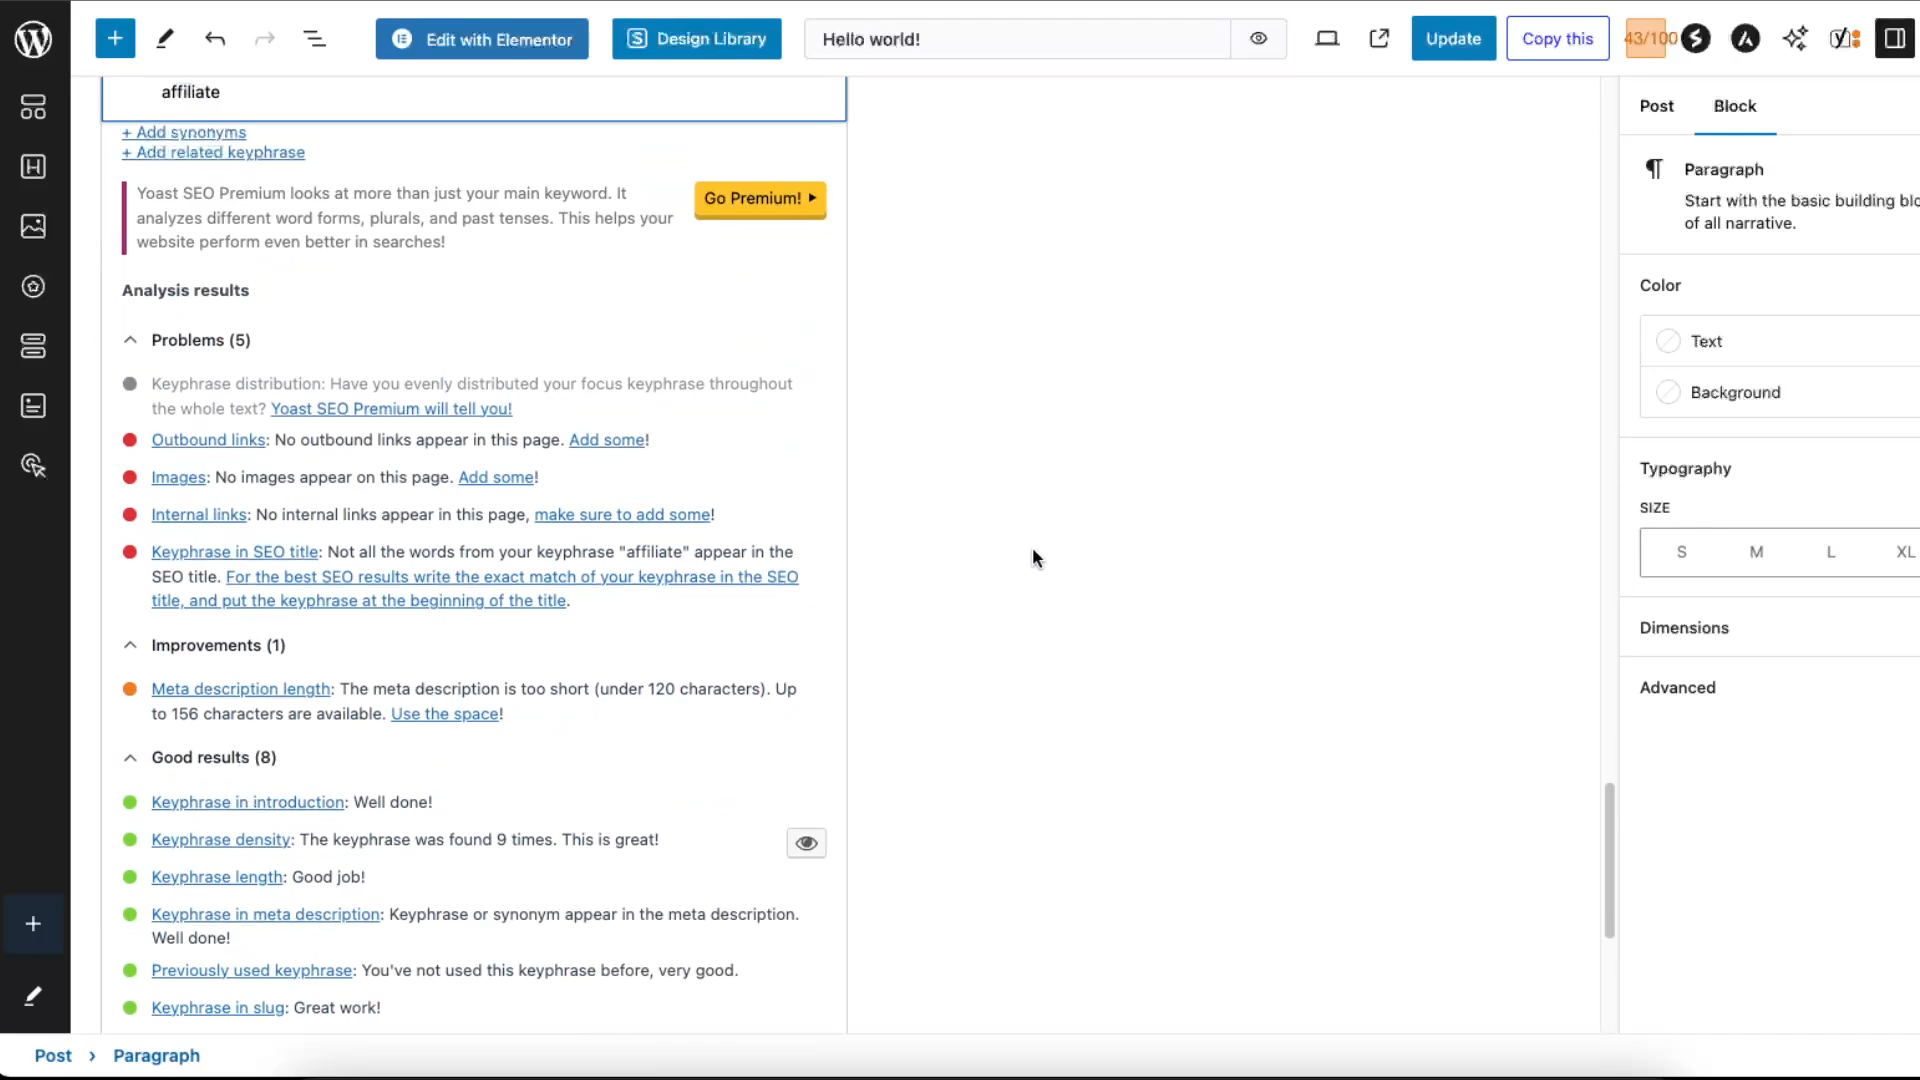 Edit with Elementor
Design Library
Hello world!
Update
Copy this
43/100
affiliate
+ Add synonyms
+ Add related keyphrase
Yoast SEO Premium looks at more than just your main keyword. It
analyzes different word forms, plurals, and past tenses. This helps your
website perform even better in searches!
Go Premium!
Analysis results
Problems (5)
Keyphrase distribution: Have you evenly distributed your focus keyphrase throughout
the whole text? Yoast SEO Premium will tell you!
Outbound links: No outbound links appear in this page. Add some!
Images: No images appear on this page. Add some!
Internal links: No internal links appear in this page, make sure to add some!
Keyphrase in SEO title: Not all the words from your keyphrase "affiliate" appear in the
SEO title. For the best SEO results write the exact match of your keyphrase in the SEO
title, and put the keyphrase at the beginning of the title.
Improvements (1)
Meta description length: The meta description is too short (under 120 characters). Up
to 156 characters are available. Use the space!
Good results (8)
Keyphrase in introduction: Well done!
Keyphrase density: The keyphrase was found 9 times. This is great!
Keyphrase length: Good job!
Keyphrase in meta description: Keyphrase or synonym appear in the meta description.
Well done!
Previously used keyphrase: You've not used this keyphrase before, very good.
Keyphrase in slug: Great work!
Post
Block
Paragraph
Start with the basic building blo
of all narrative.
Color
Text
Background
Typography
SIZE
S M L XL
Dimensions
Advanced
Post › Paragraph